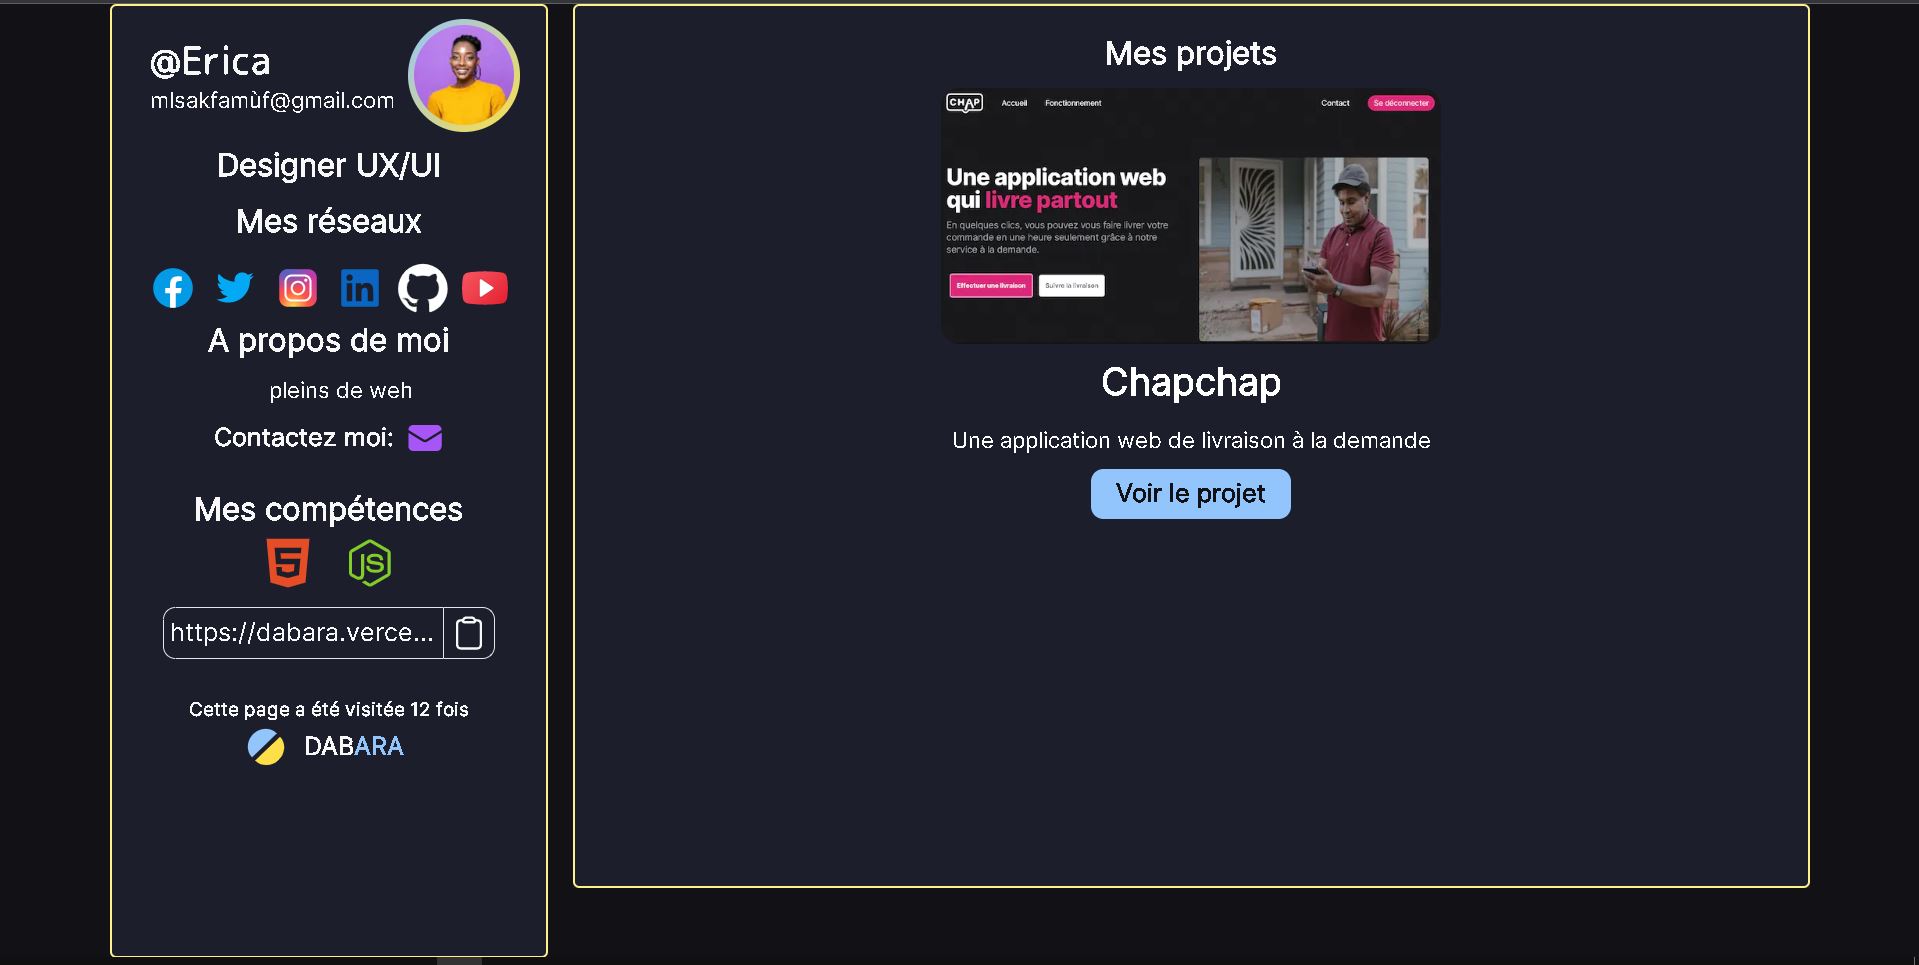 @Erica
mlsakfamùf@gmail.com
Designer UX/UI
Mes réseaux
in
A propos de moi
pleins de weh
Contactez moi:
Mes compétences
JS
https://dabara.verce...
Cette page a été visitée 12 fois
DABARA
Mes projets
CHAP Accueil Fonctionnement Contact Se déconnecter
Une application web
qui livre partout
En quelques clics, vous pouvez vous faire livrer votre
commande en une heure seulement grâce à notre
service à la demande.
Effectuer une livraison Suivre la livraison
Chapchap
Une application web de livraison à la demande
Voir le projet